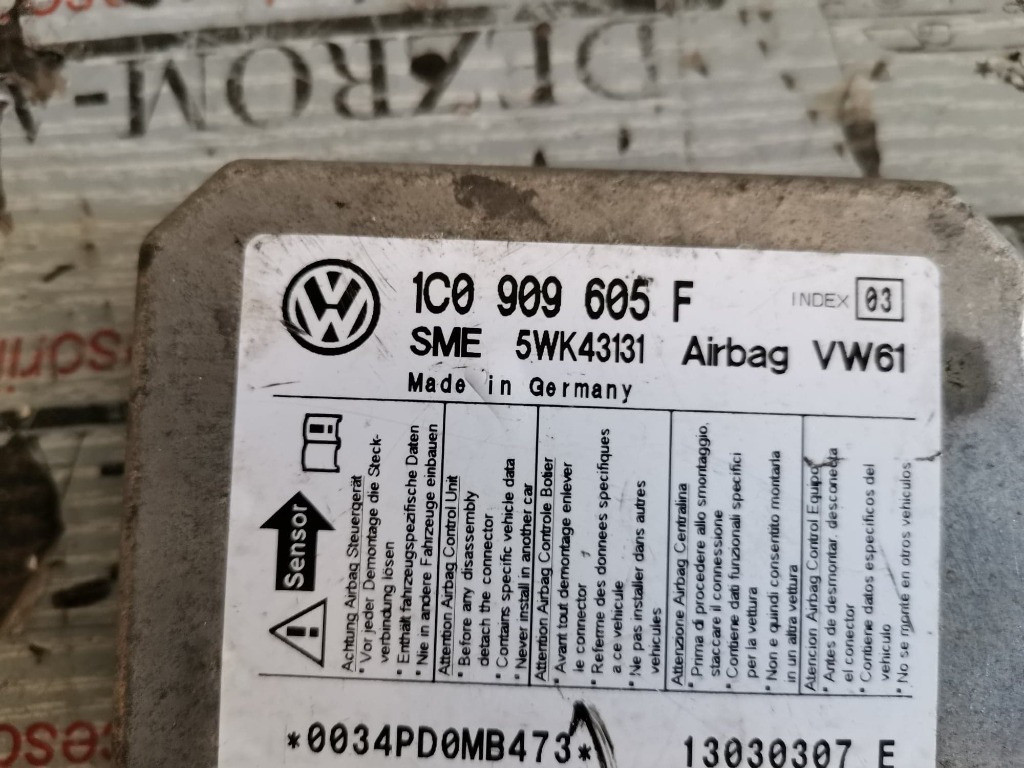 DEZROM-
1C0 909 605 F
INDEX 03
SME 5WK43131 Airbag VW61
Made in Germany
Sensor
Achtung Airbag Steuergerät
* Vor jeder Demontage die Steck-
verbindung lösen
* Enthält fahrzeugspezifische Daten
* Nie in andere Fahrzeuge einbauen
Attention Airbag Control Unit
* Before any disassembly
detach the connector
* Contains specific vehicle data
* Never install in another car
Attention Airbag Controle Boitier
* Avant tout demontage enlever
le connector
* Referme des donnees specifiques
a ce vehicule
* Ne pas installer dans autres
vehicules
Attenzione Airbag Centralina
* Prima di procedere allo smontaggio,
staccare il connessione
* Contiene dati funzionali specifici
per la vettura
* Non e quindi consentito montarla
in un altra vettura
Atencion Airbag Control Equipo
* Antes de desmontar, desconecta
el conector
* Contiene datos especificos del
vehiculo
* No se monte en otros vehiculos
*0034PD0MB473*
13030307 E